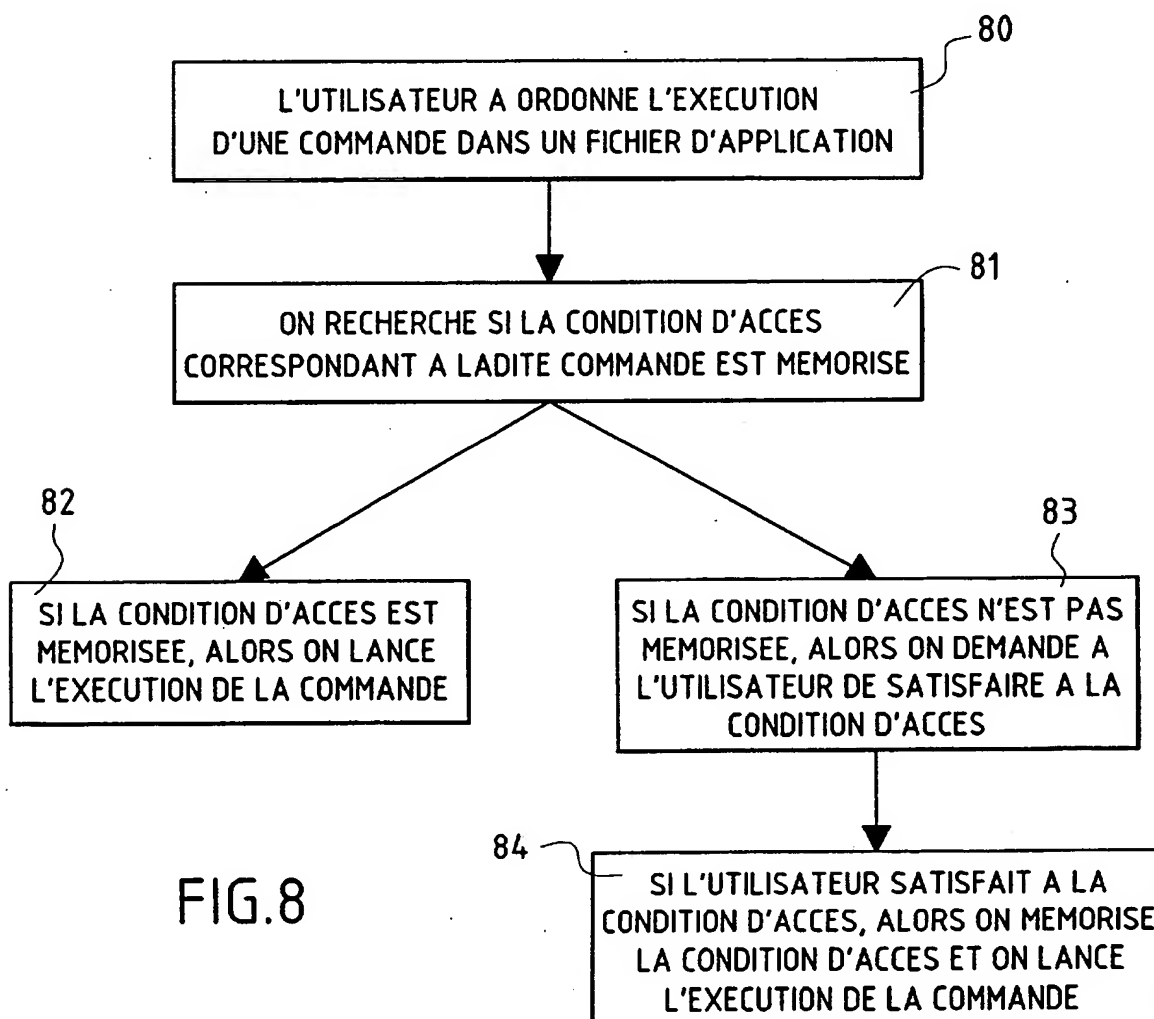 80
L'UTILISATEUR A ORDONNE L'EXECUTION
D'UNE COMMANDE DANS UN FICHIER D'APPLICATION
81
ON RECHERCHE SI LA CONDITION D'ACCES
CORRESPONDANT A LADITE COMMANDE EST MEMORISE
82
SI LA CONDITION D'ACCES EST
MEMORISEE, ALORS ON LANCE
L'EXECUTION DE LA COMMANDE
83
SI LA CONDITION D'ACCES N'EST PAS
MEMORISEE, ALORS ON DEMANDE A
L'UTILISATEUR DE SATISFAIRE A LA
CONDITION D'ACCES
84
SI L'UTILISATEUR SATISFAIT A LA
CONDITION D'ACCES, ALORS ON MEMORISE
LA CONDITION D'ACCES ET ON LANCE
L'EXECUTION DE LA COMMANDE
FIG.8